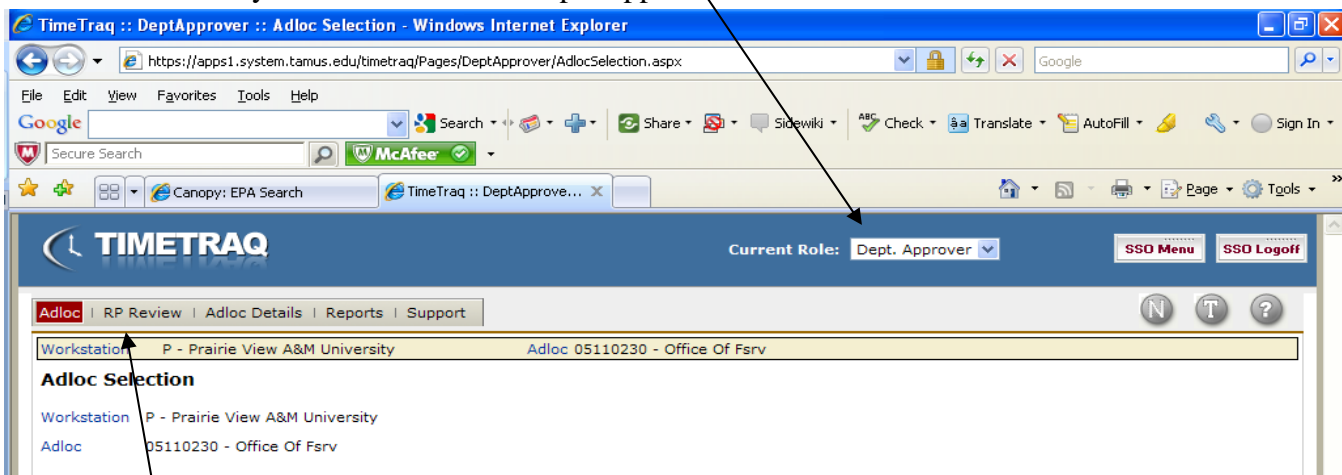 TimeTraq :: DeptApprover :: Adloc Selection - Windows Internet Explorer
https://apps1.system.tamus.edu/timetraq/Pages/DeptApprover/AdlocSelection.aspx Google
File Edit View Favorites Tools Help
Google Search Share Sidewiki ABC Check Translate AutoFill Sign In
Secure Search McAfee
Canopy: EPA Search TimeTraq :: DeptApprove... X Page Tools »
TIMETRAQ Current Role: Dept. Approver SSO Menu SSO Logoff
Adloc | RP Review | Adloc Details | Reports | Support N T ?
Workstation P - Prairie View A&M University Adloc 05110230 - Office Of Fsrv
Adloc Selection
Workstation P - Prairie View A&M University
Adloc 05110230 - Office Of Fsrv